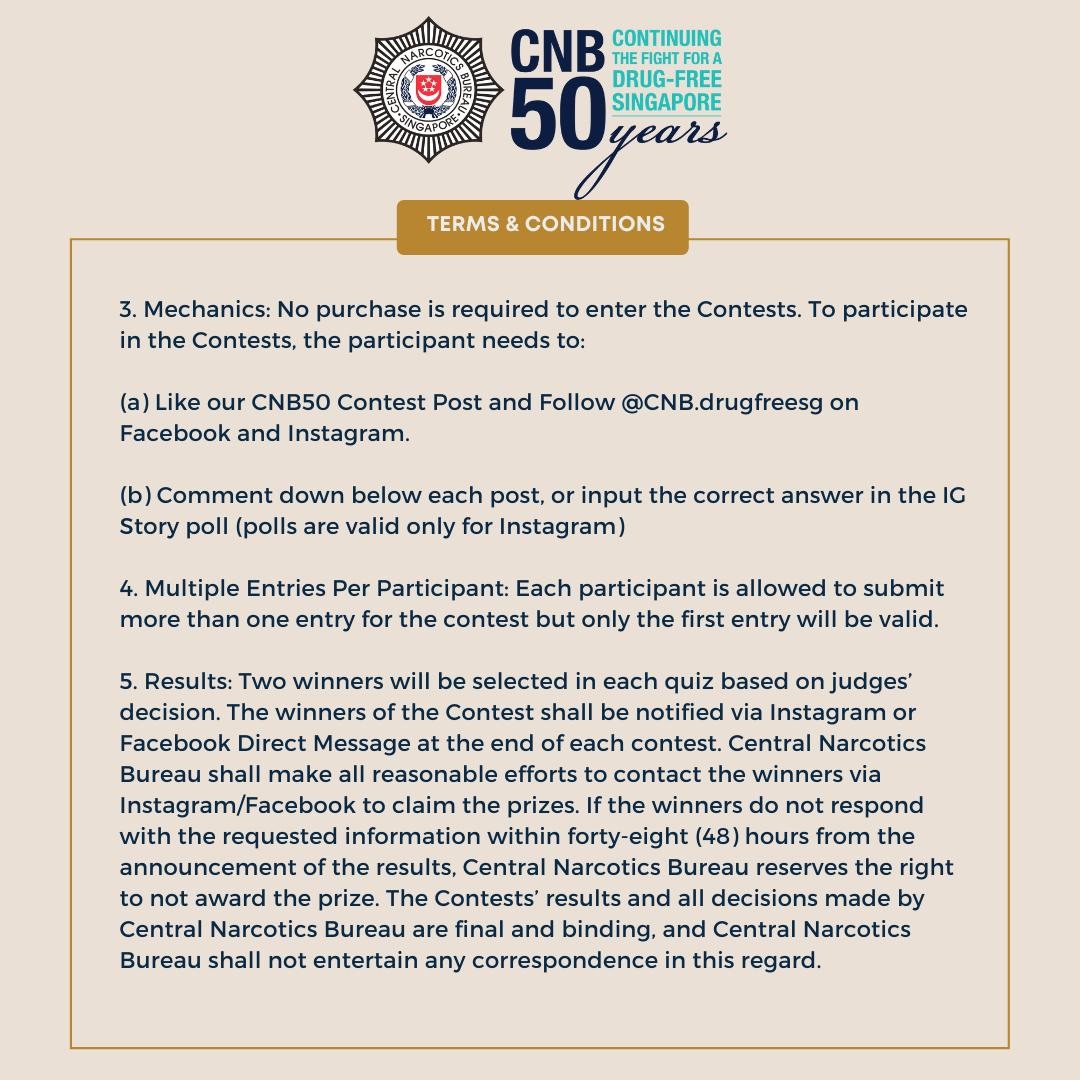 CENTRAL NARCOTICS BUREAU
SINGAPORE
CNB
50
CONTINUING
THE FIGHT FOR A
DRUG-FREE
SINGAPORE
years
TERMS & CONDITIONS
3. Mechanics: No purchase is required to enter the Contests. To participate
in the Contests, the participant needs to:
(a) Like our CNB50 Contest Post and Follow @CNB.drugfreesg on
Facebook and Instagram.
(b) Comment down below each post, or input the correct answer in the IG
Story poll (polls are valid only for Instagram)
4. Multiple Entries Per Participant: Each participant is allowed to submit
more than one entry for the contest but only the first entry will be valid.
5. Results: Two winners will be selected in each quiz based on judges’
decision. The winners of the Contest shall be notified via Instagram or
Facebook Direct Message at the end of each contest. Central Narcotics
Bureau shall make all reasonable efforts to contact the winners via
Instagram/Facebook to claim the prizes. If the winners do not respond
with the requested information within forty-eight (48) hours from the
announcement of the results, Central Narcotics Bureau reserves the right
to not award the prize. The Contests’ results and all decisions made by
Central Narcotics Bureau are final and binding, and Central Narcotics
Bureau shall not entertain any correspondence in this regard.